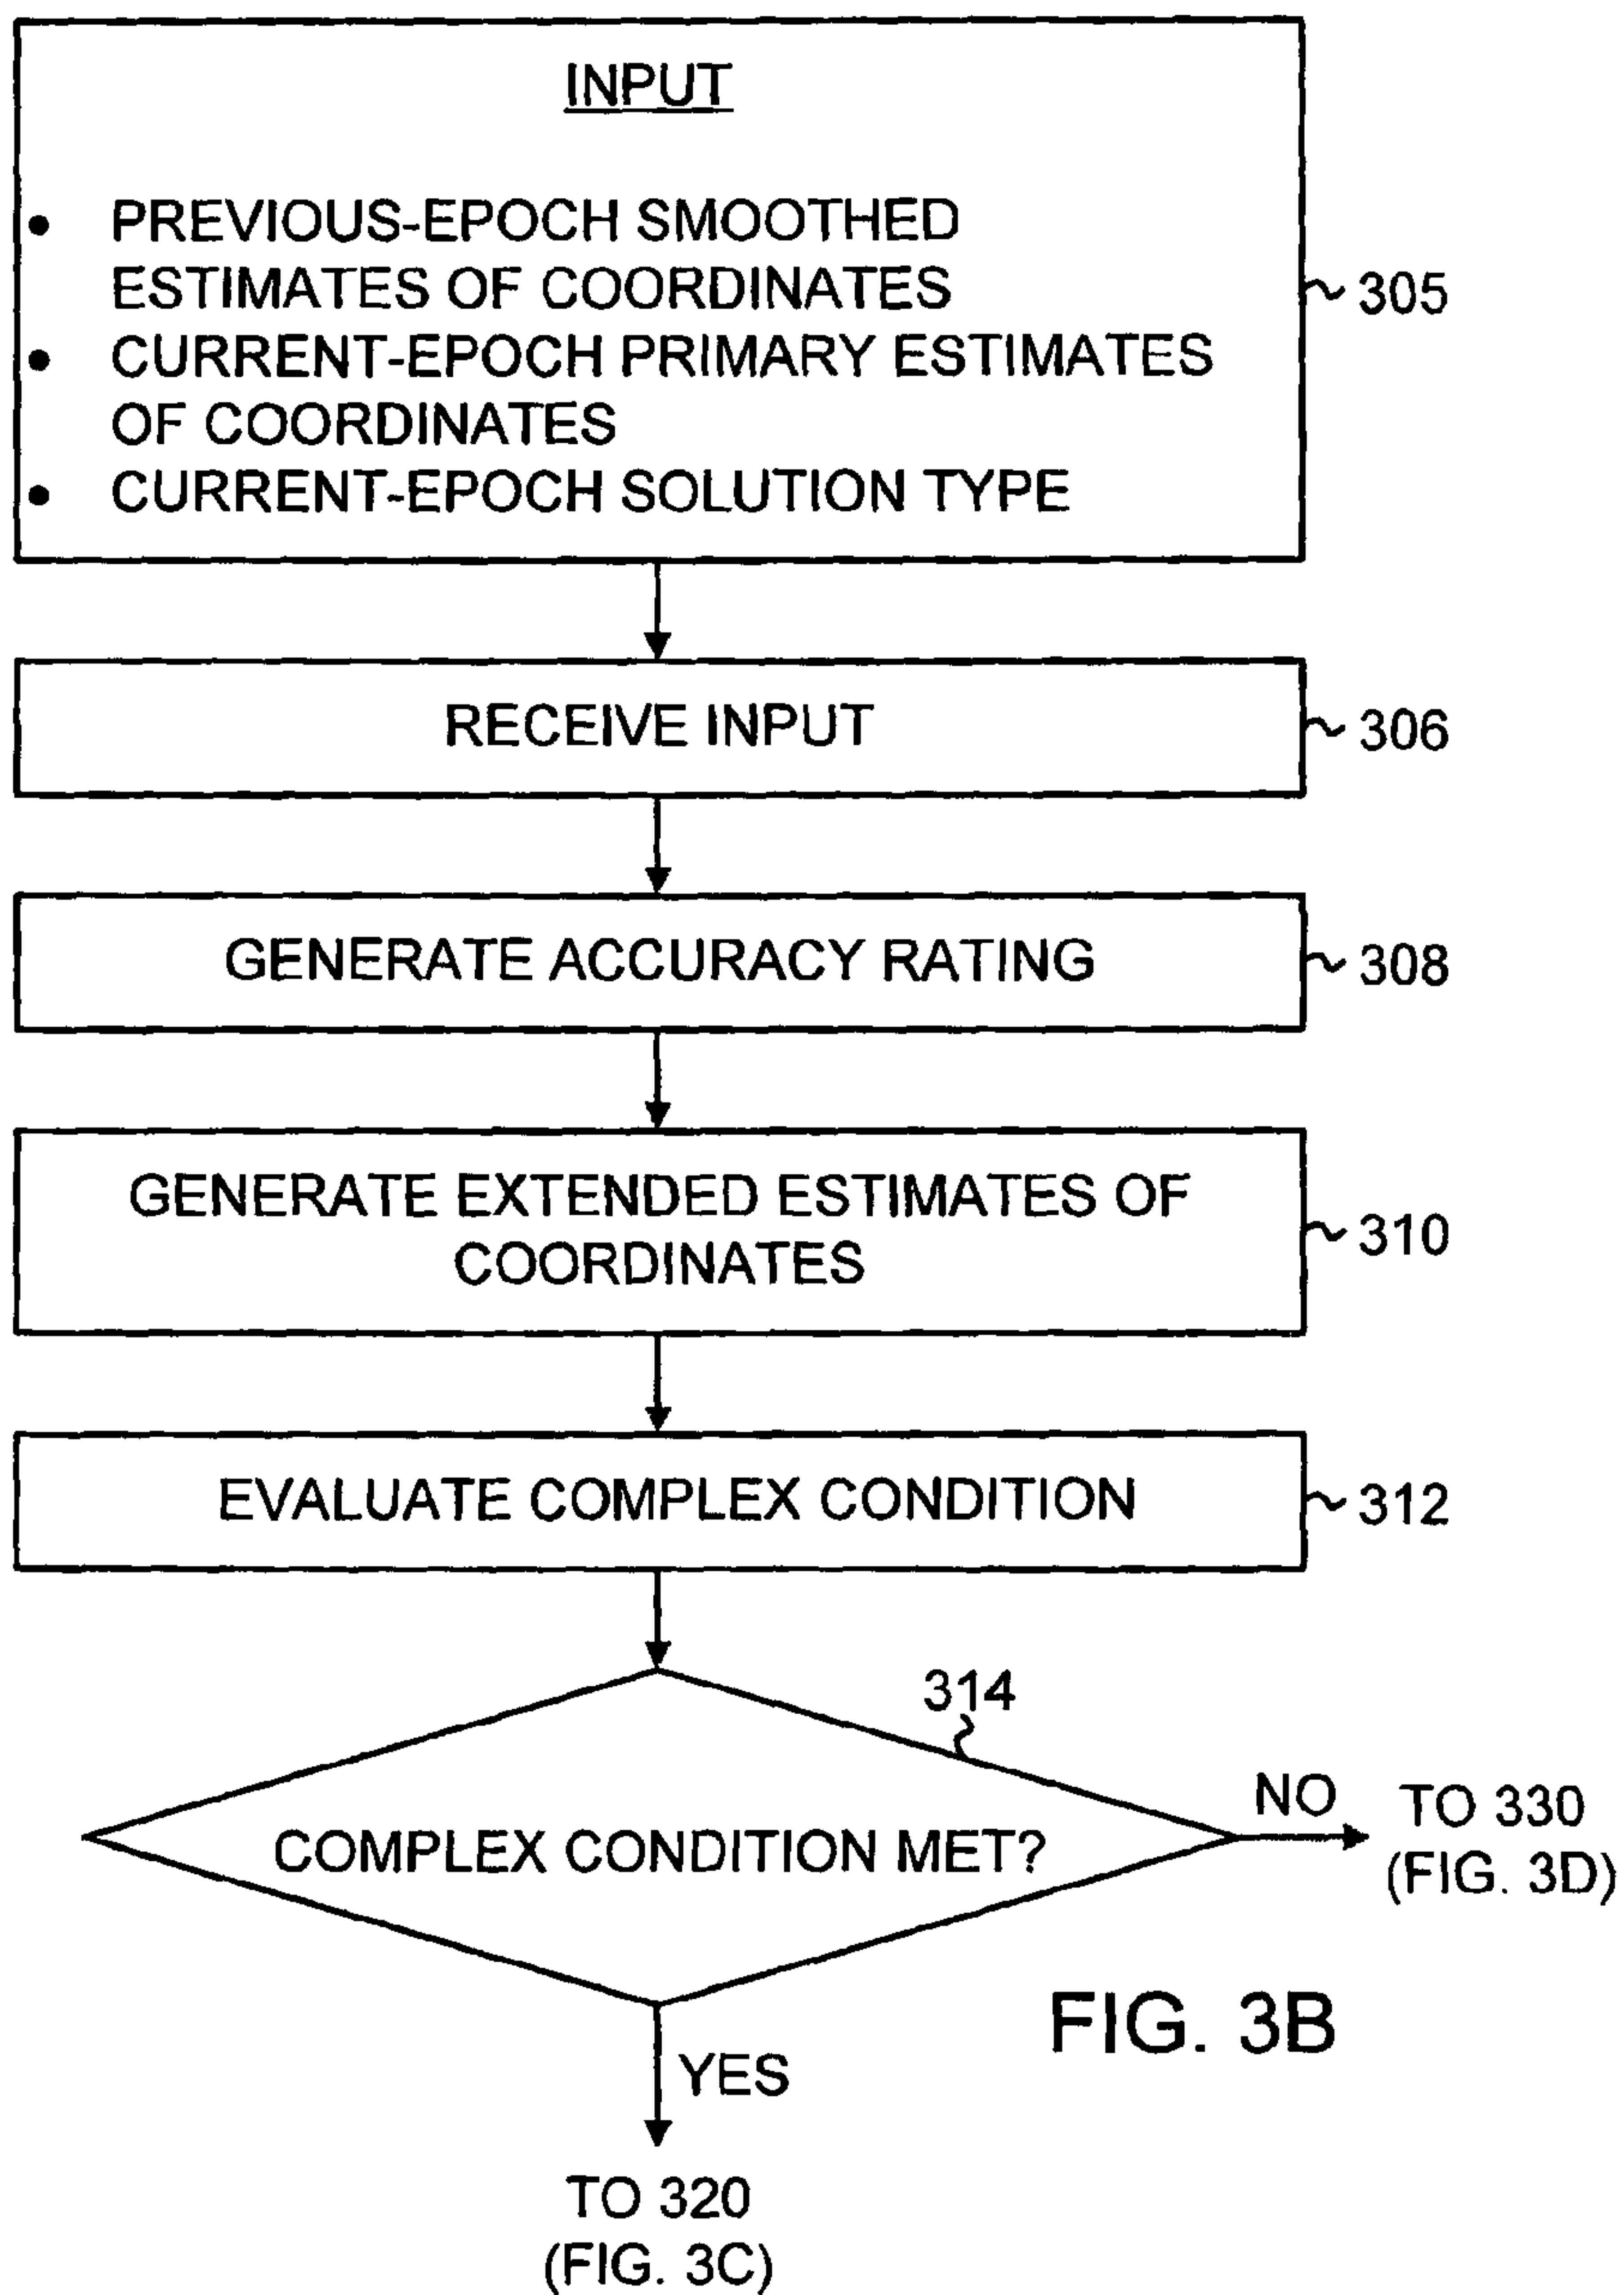 INPUT
• PREVIOUS-EPOCH SMOOTHED
ESTIMATES OF COORDINATES
• CURRENT-EPOCH PRIMARY ESTIMATES
OF COORDINATES
• CURRENT-EPOCH SOLUTION TYPE
305
RECEIVE INPUT
306
GENERATE ACCURACY RATING
308
GENERATE EXTENDED ESTIMATES OF
COORDINATES
310
EVALUATE COMPLEX CONDITION
312
314
COMPLEX CONDITION MET?
NO
TO 330
(FIG. 3D)
YES
TO 320
(FIG. 3C)
FIG. 3B